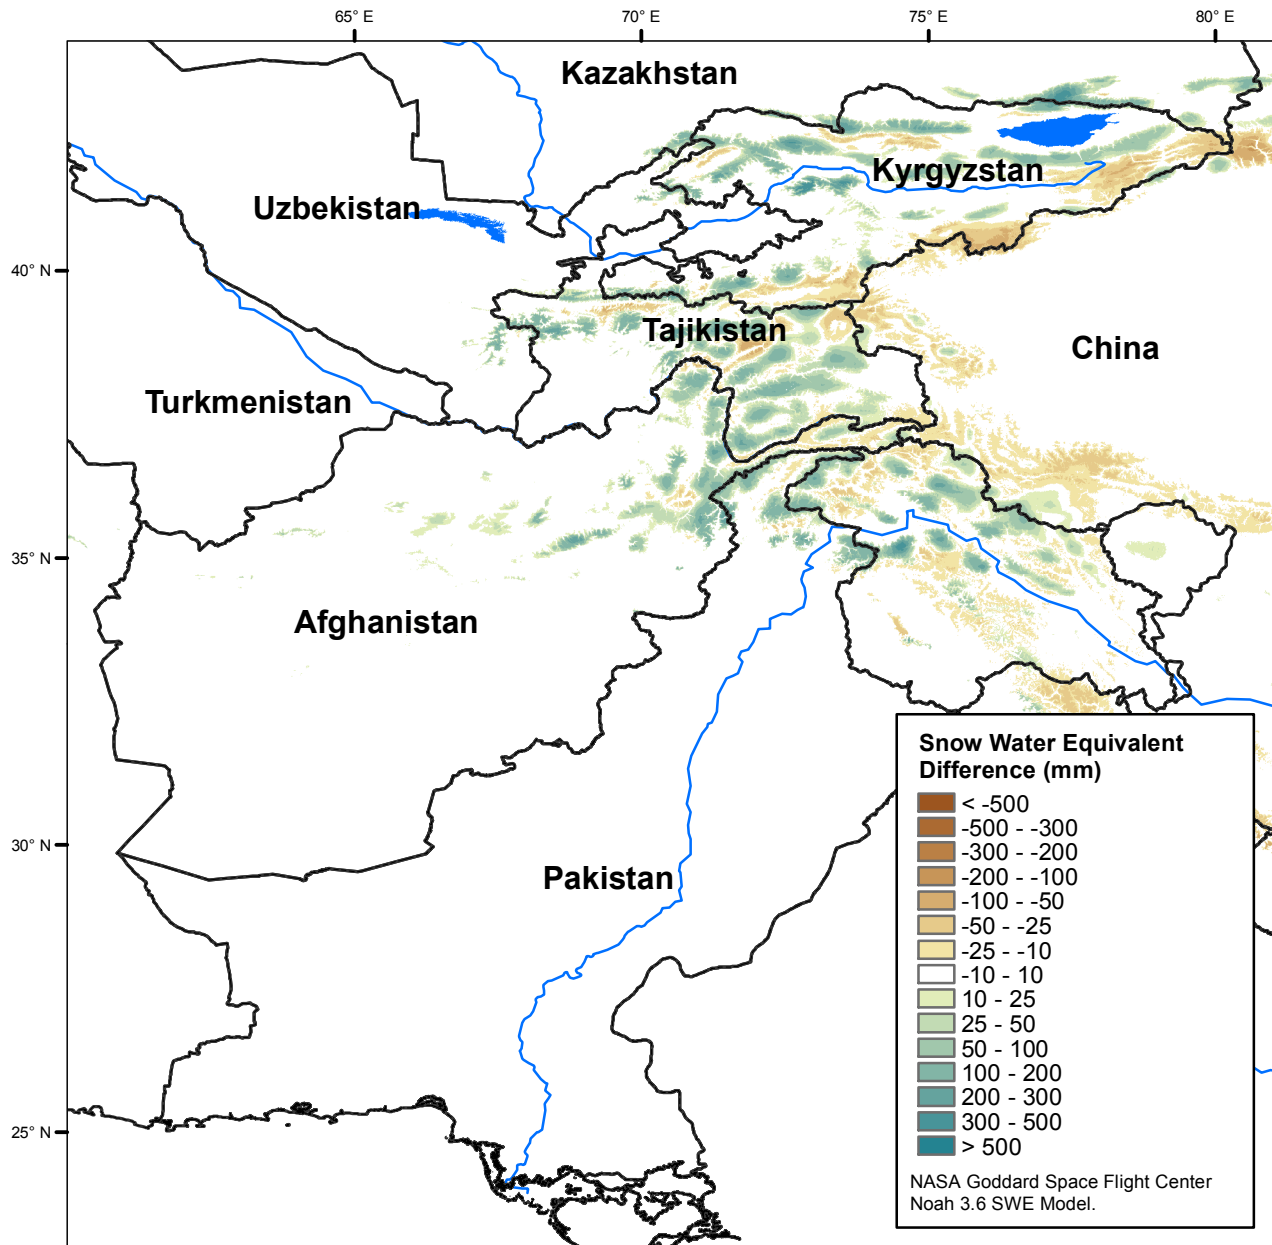 65° E
70° E
75° E
80° E
Kazakhstan
Kyrgyzstan
Uzbekistan
40° N
Tajikistan
China
Turkmenistan
35° N
Afghanistan
Snow Water Equivalent
Difference (mm)
< -500
-500 - -300
-300 - -200
-200 - -100
-100 - -50
-50 - -25
-25 - -10
-10 - 10
10 - 25
25 - 50
50 - 100
100 - 200
200 - 300
300 - 500
> 500
NASA Goddard Space Flight Center
Noah 3.6 SWE Model.
30° N
Pakistan
25° N